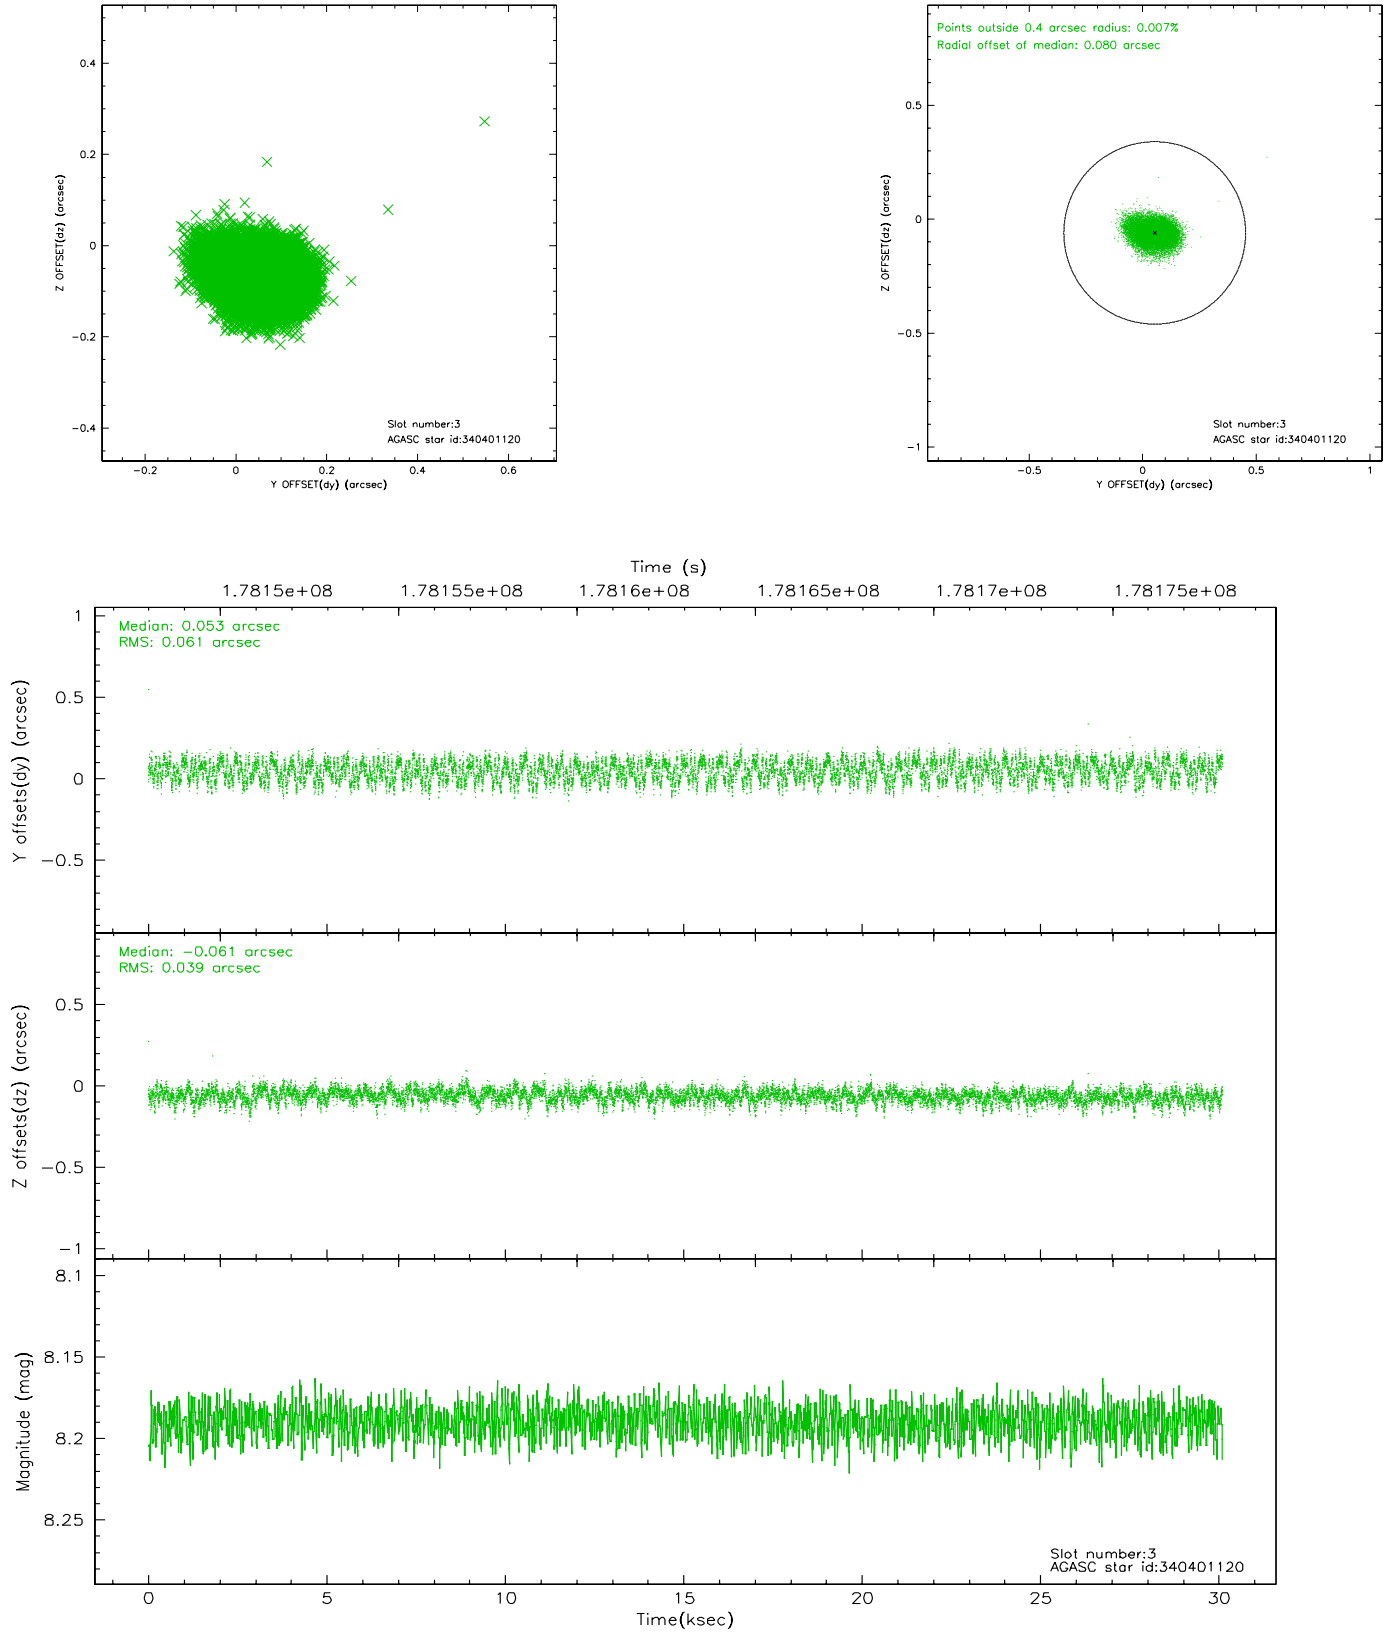 0.4
0.2
0
−0.2
−0.4
Z OFFSET(dz) (arcsec)
−0.2 0 0.2 0.4 0.6
Y OFFSET(dy) (arcsec)
Slot number:3
AGASC star id:340401120
Points outside 0.4 arcsec radius: 0.007%
Radial offset of median: 0.080 arcsec
0.5
0
−0.5
−1
Z OFFSET(dz) (arcsec)
−0.5 0 0.5 1
Y OFFSET(dy) (arcsec)
Slot number:3
AGASC star id:340401120
Time (s)
1.7815e+08 1.78155e+08 1.7816e+08 1.78165e+08 1.7817e+08 1.78175e+08
Median: 0.053 arcsec
RMS: 0.061 arcsec
1
0.5
0
−0.5
Y offsets(dy) (arcsec)
Median: −0.061 arcsec
RMS: 0.039 arcsec
0.5
0
−0.5
−1
Z offsets(dz) (arcsec)
8.1
8.15
8.2
8.25
Magnitude (mag)
Slot number:3
AGASC star id:340401120
0 5 10 15 20 25 30
Time(ksec)